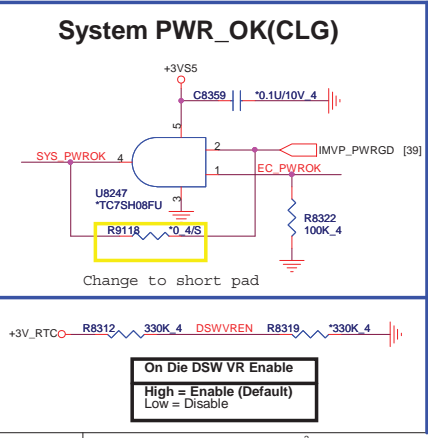 System PWR_OK(CLG)
+3VS5
C8359 *0.1U/10V_4
5
SYS_PWROK 4
2 IMVP_PWRGD [39]
1 EC_PWROK
U8247
*TC7SH08FU
3
R8322
100K_4
R9118 *0_4/S
Change to short pad
+3V_RTC R8312 330K_4 DSWVREN R8319 *330K_4
On Die DSW VR Enable
High = Enable (Default)
Low = Disable